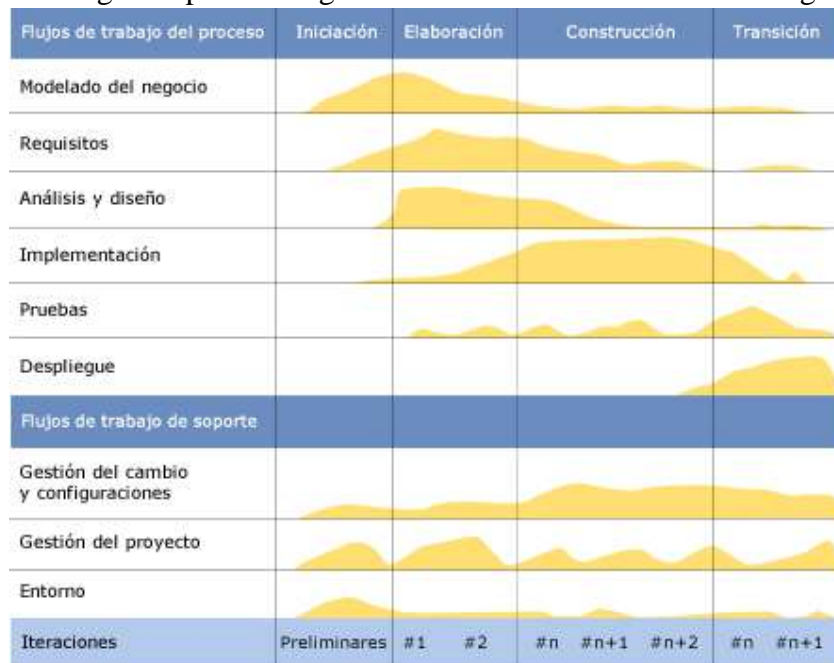 Flujos de trabajo del proceso Iniciación Elaboración Construcción Transición
Modelado del negocio
Requisitos
Análisis y diseño
Implementación
Pruebas
Despliegue
Flujos de trabajo de soporte
Gestión del cambio
y configuraciones
Gestión del proyecto
Entorno
Iteraciones Preliminares #1 #2 #n #n+1 #n+2 #n #n+1